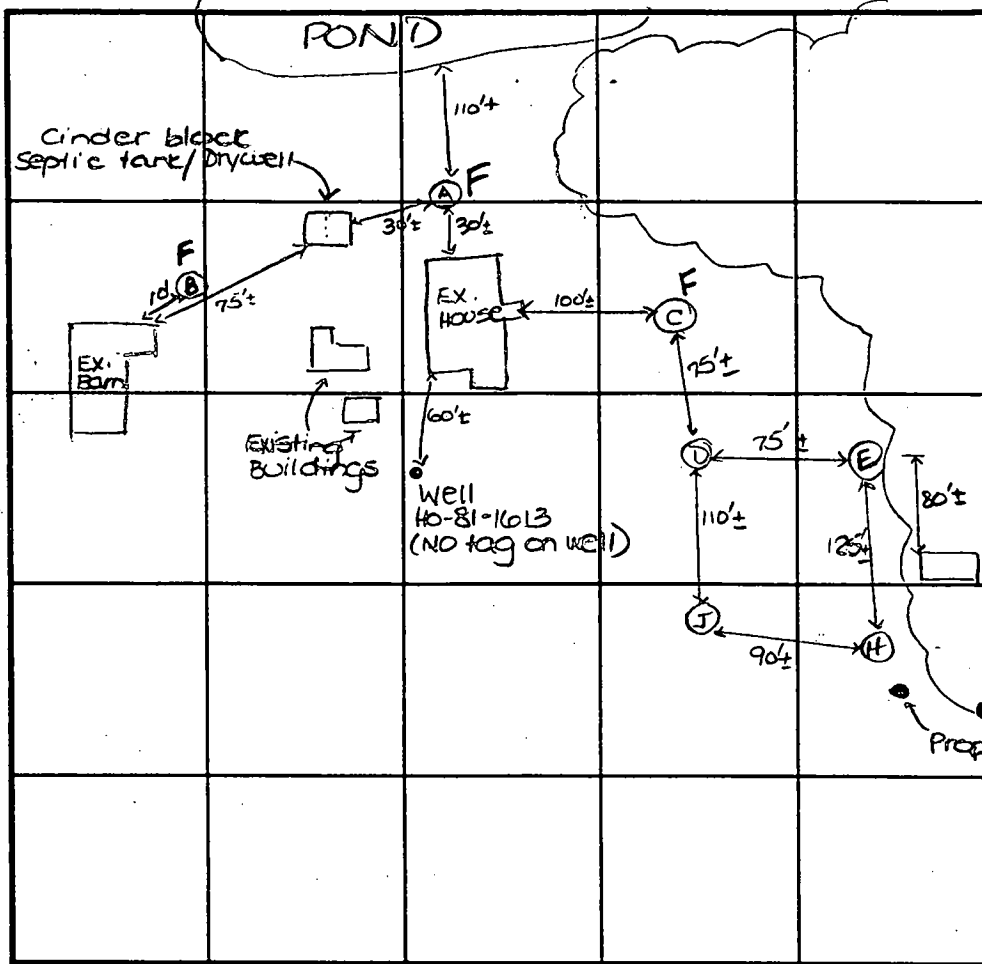 POND
110'±
Cinder block
Septic tank/ Drywell
A F
30'±
30'±
F
B
10'
75'±
EX.
HOUSE
100'±
F
C
EX.
Barn
75'±
60'±
Existing
Buildings
D
75'±
E
80'±
Well
HO-81-1613
(NO tag on well)
110'±
125'±
J
90'±
H
Prop